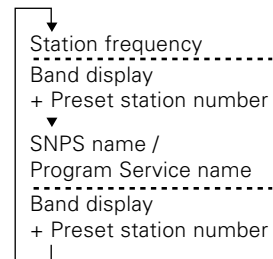 Station frequency
Band display
+ Preset station number
SNPS name /
Program Service name
Band display
+ Preset station number